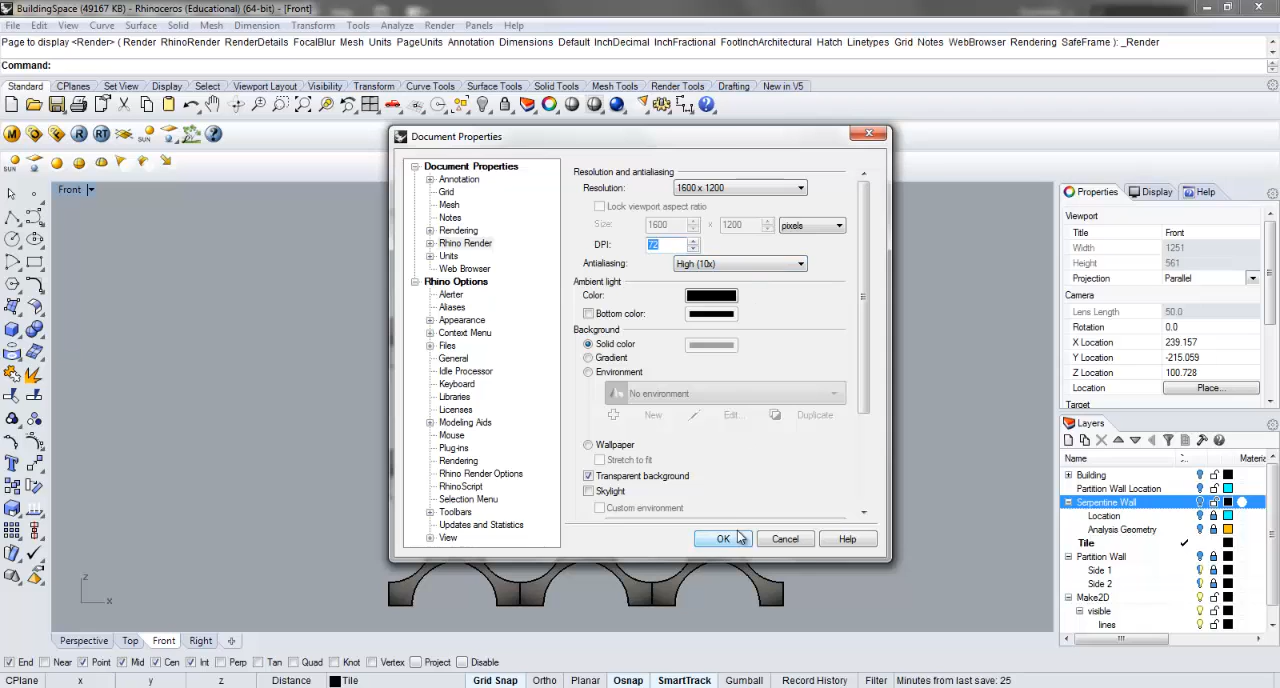 BuildingSpace (49167 KB) - Rhinoceros (Educational) (64-bit) - [Front]
File Edit View Curve Surface Solid Mesh Dimension Transform Tools Analyze Render Panels Help
Page to display <Render> ( Render RhinoRender RenderDetails FocalBlur Mesh Units PageUnits Annotation Dimensions Default InchDecimal InchFractional FootInchArchitectural Hatch Linetypes Grid Notes WebBrowser Rendering SafeFrame ): _Render
Command:
Standard CPlanes Set View Display Select Viewport Layout Visibility Transform Curve Tools Surface Tools Solid Tools Mesh Tools Render Tools Drafting New in V5
SUN
SUN
Front
Document Properties
Document Properties
Annotation
Grid
Mesh
Notes
Rendering
Rhino Render
Units
Web Browser
Rhino Options
Alerter
Aliases
Appearance
Context Menu
Files
General
Idle Processor
Keyboard
Libraries
Licenses
Modeling Aids
Mouse
Plug-ins
Rendering
Rhino Render Options
RhinoScript
Selection Menu
Toolbars
Updates and Statistics
View
Resolution and antialiasing
Resolution: 1600 x 1200
Lock viewport aspect ratio
Size: 1600 x 1200 pixels
DPI: 72
Antialiasing: High (10x)
Ambient light
Color:
Bottom color:
Background
Solid color
Gradient
Environment
No environment
New Edit... Duplicate
Wallpaper
Stretch to fit
Transparent background
Skylight
Custom environment
OK Cancel Help
Properties Display Help
Viewport
Title Front
Width 1251
Height 561
Projection Parallel
Camera
Lens Length 50.0
Rotation 0.0
X Location 239.157
Y Location -215.059
Z Location 100.728
Location Place...
Target
Layers
Name Materia
Building
Partition Wall Location
Serpentine Wall
Location
Analysis Geometry
Tile
Partition Wall
Side 1
Side 2
Make2D
visible
lines
z
x
Perspective Top Front Right
End Near Point Mid Cen Int Perp Tan Quad Knot Vertex Project Disable
CPlane x y z Distance Tile Grid Snap Ortho Planar Osnap SmartTrack Gumball Record History Filter Minutes from last save: 25